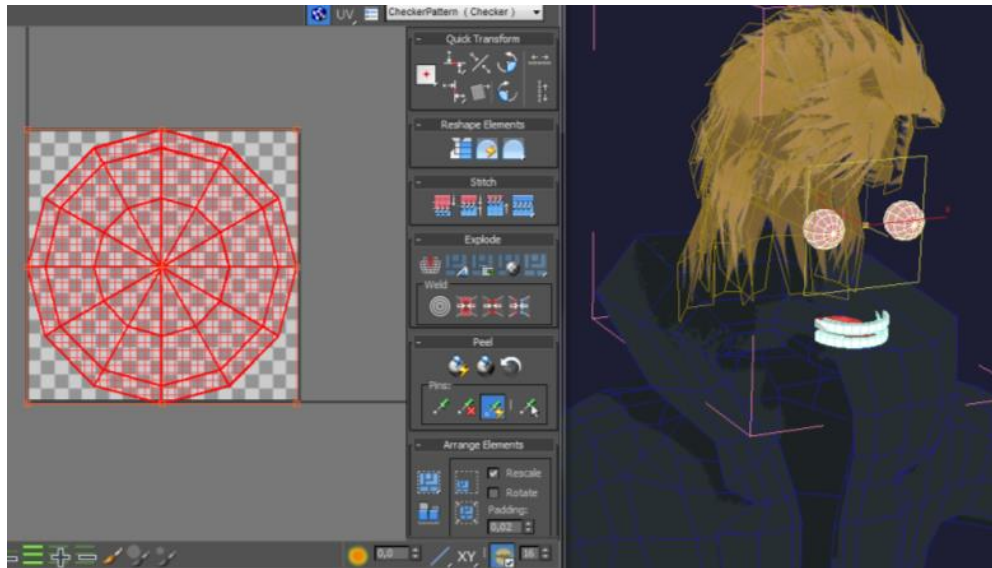 UV CheckerPattern ( Checker )
Quick Transform
Reshape Elements
Stitch
Explode
Weld
Peel
Pins:
Arrange Elements
Rescale
Rotate
Padding:
0,02
0,0 XY 16